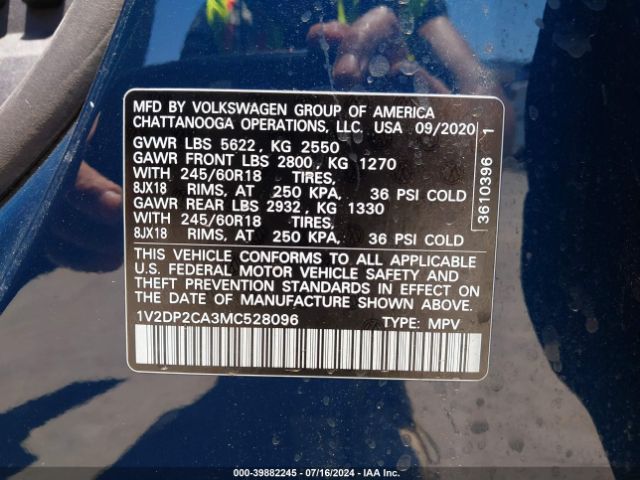 MFD BY VOLKSWAGEN GROUP OF AMERICA
CHATTANOOGA OPERATIONS, LLC. USA 09/2020
GVWR LBS 5622, KG 2550
GAWR FRONT LBS 2800, KG 1270
WITH 245/60R18 TIRES,
8JX18 RIMS, AT 250 KPA, 36 PSI COLD
GAWR REAR LBS 2932, KG 1330
WITH 245/60R18 TIRES,
8JX18 RIMS, AT 250 KPA, 36 PSI COLD
THIS VEHICLE CONFORMS TO ALL APPLICABLE
U.S. FEDERAL MOTOR VEHICLE SAFETY AND
THEFT PREVENTION STANDARDS IN EFFECT ON
THE DATE OF MANUFACTURE SHOWN ABOVE.
1V2DP2CA3MC528096 TYPE: MPV
3610396 1
000-39882245 - 07/16/2024 - IAA Inc.